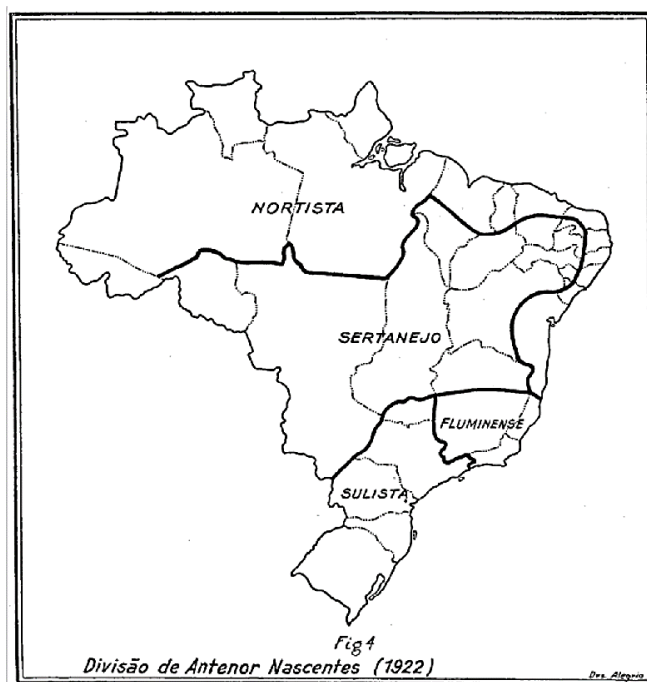 NORTISTA
SERTANEJO
FLUMINENSE
SULISTA
Fig 4
Divisão de Antenor Nascentes (1922)
Des. Alegria